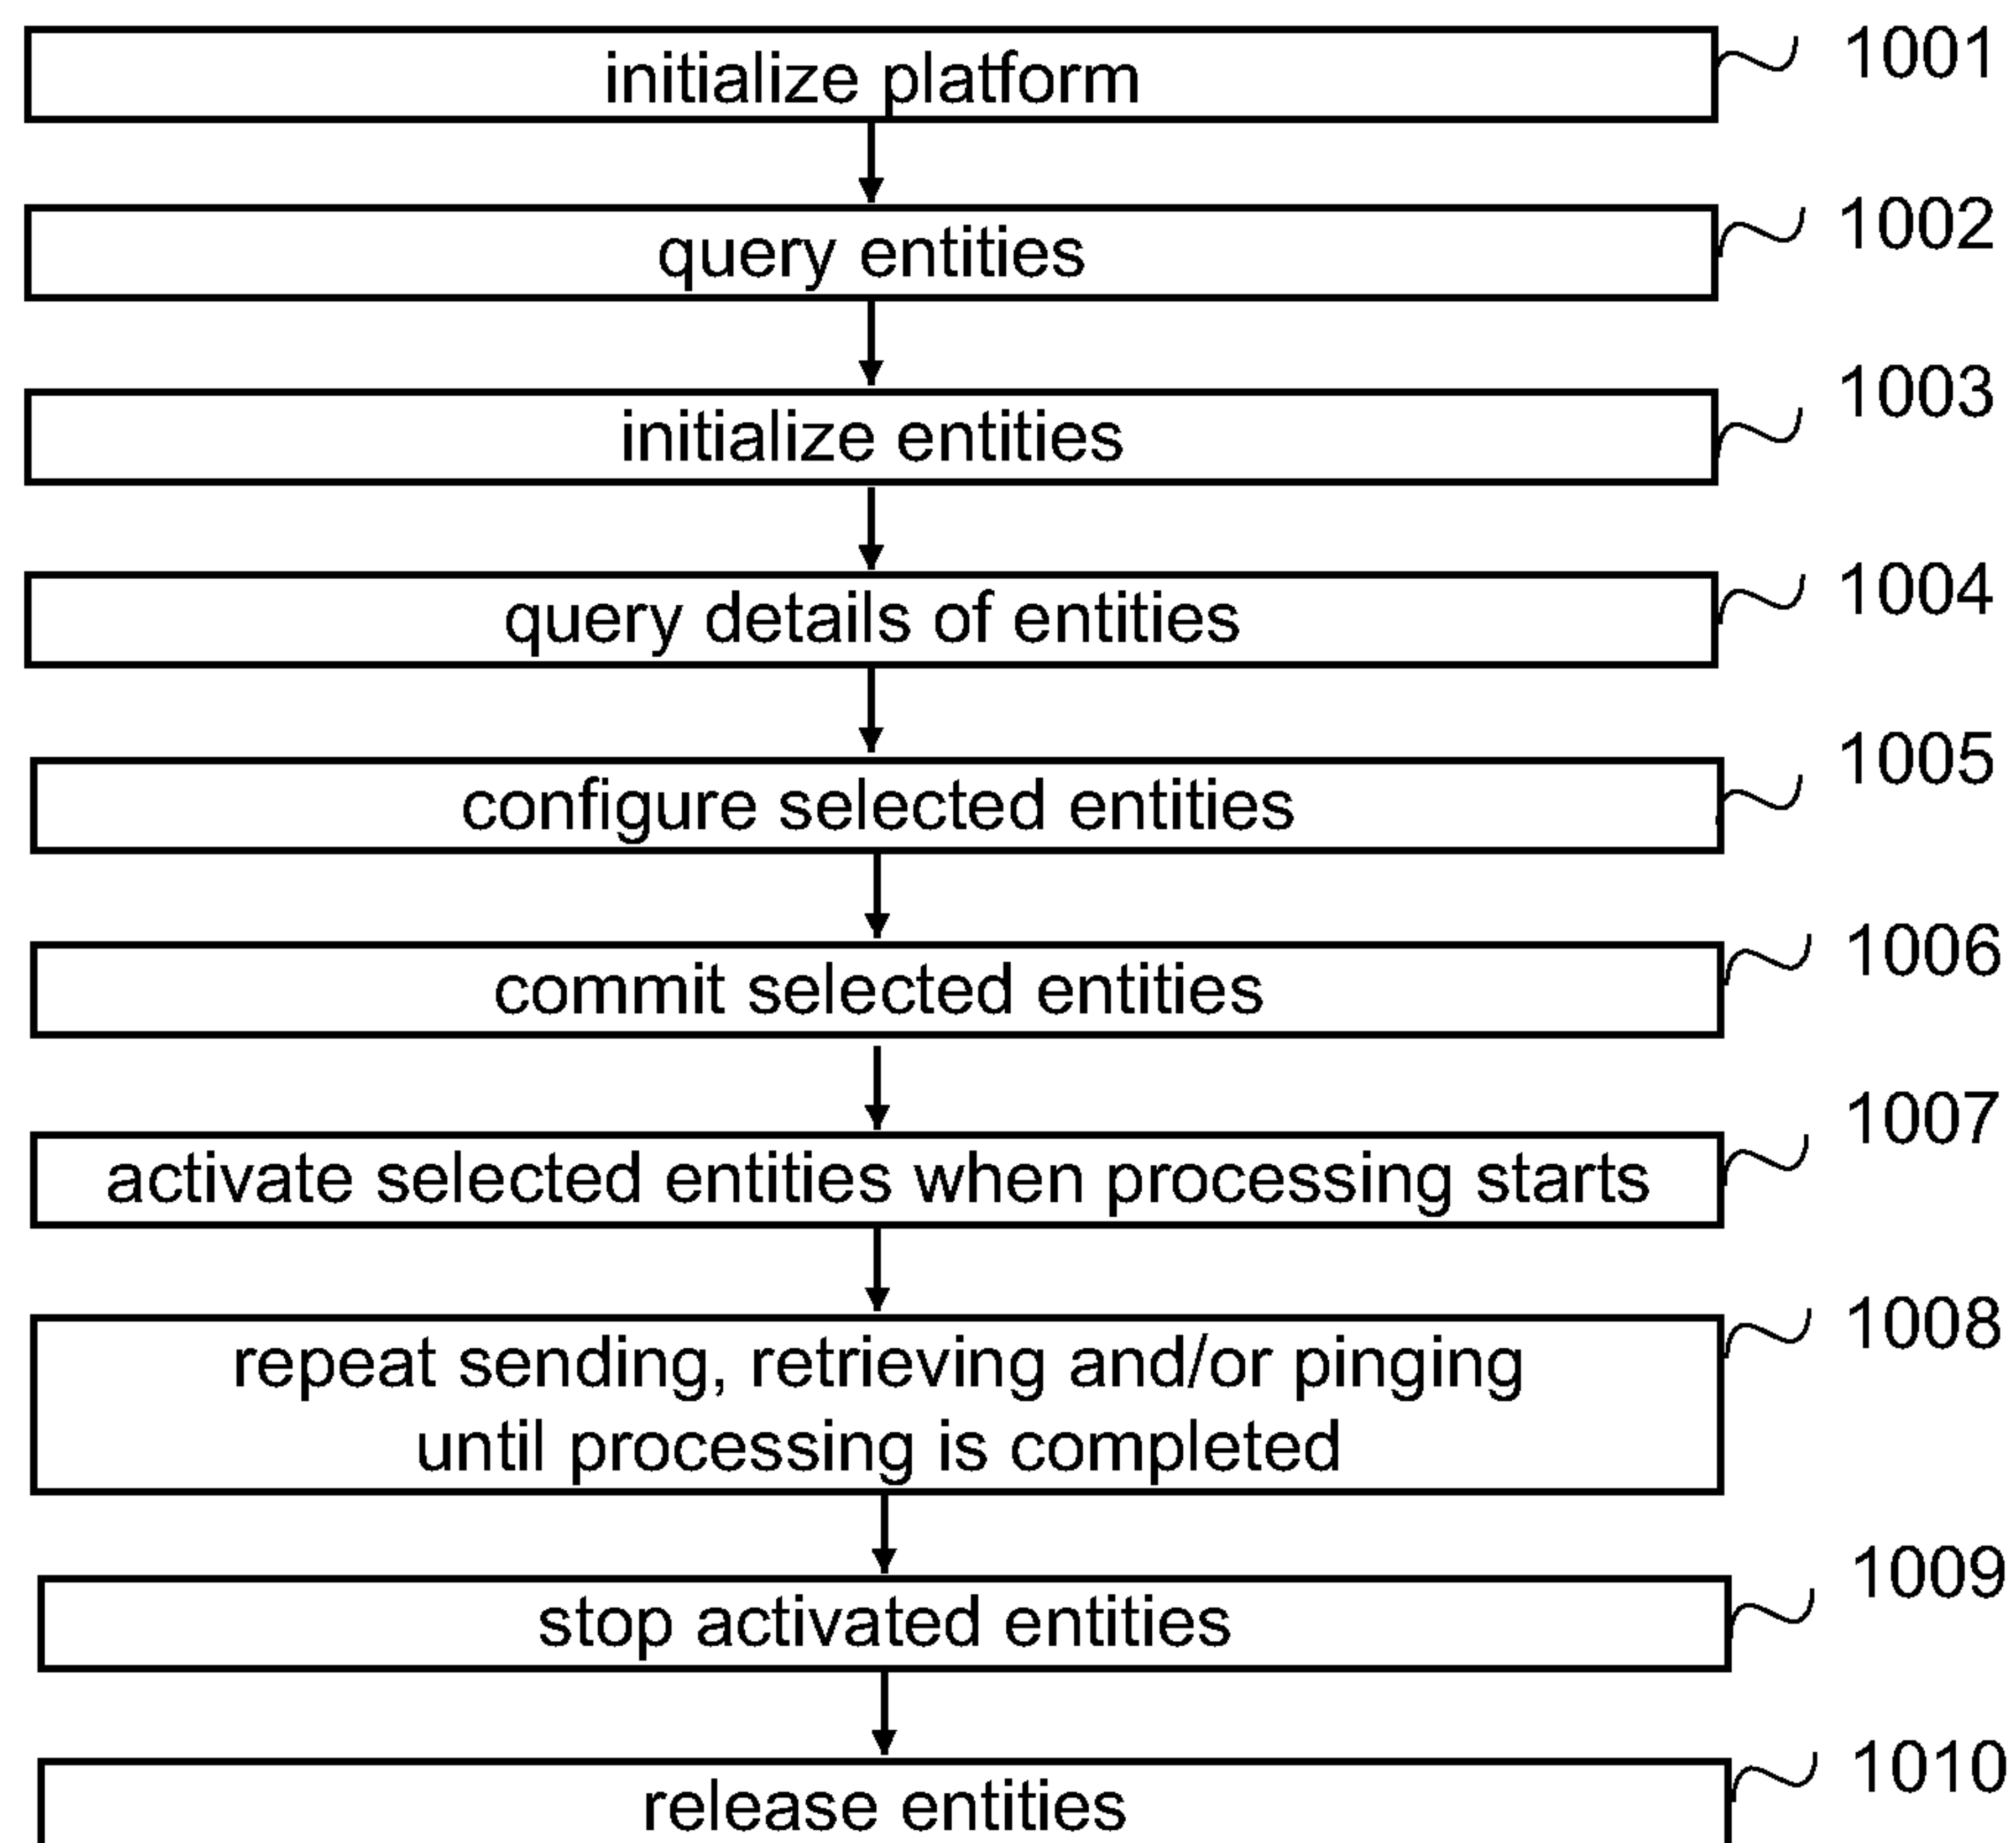 initialize platform
1001
query entities
1002
initialize entities
1003
query details of entities
1004
configure selected entities
1005
commit selected entities
1006
activate selected entities when processing starts
1007
repeat sending, retrieving and/or pinging
until processing is completed
1008
stop activated entities
1009
release entities
1010